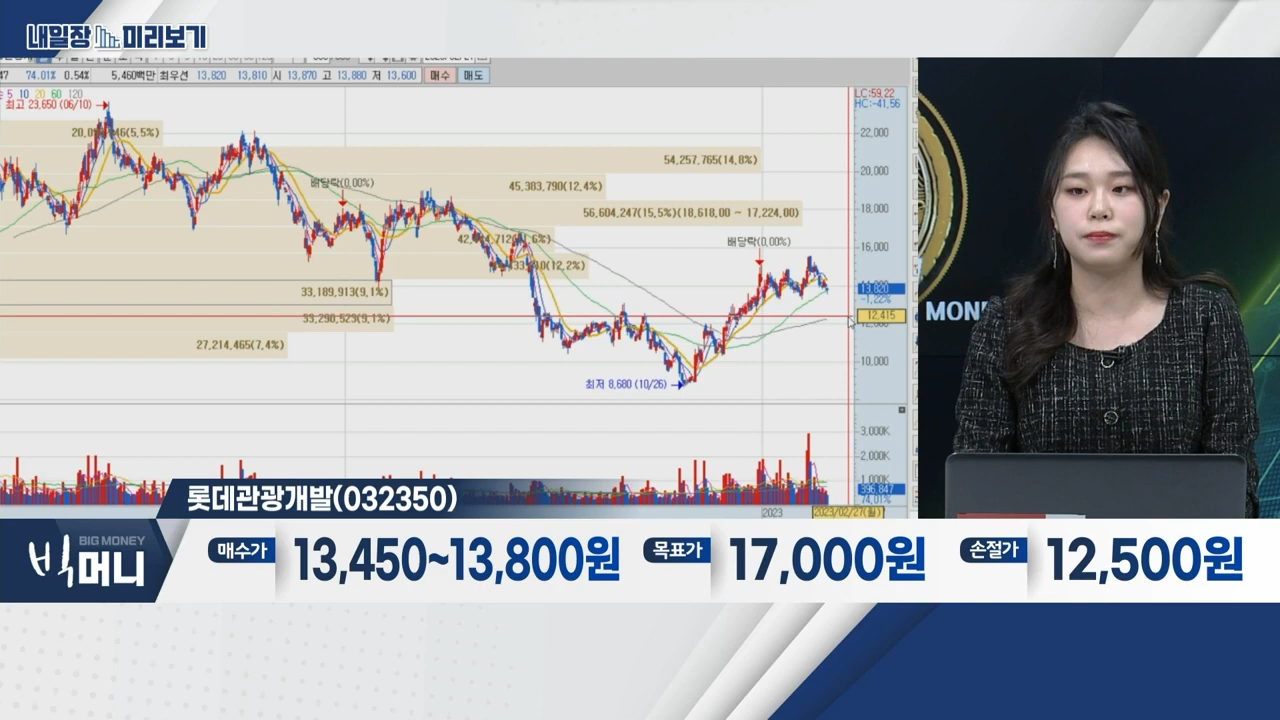 내일장 미리보기
47 74.01% 0.54% 5,460백만 최우선 13,820 13,810 시 13,870 고 13,880 저 13,600 매수 매도
5 10 20 60 120
LC:59.22
HC:-41.56
최고 23,650 (06/10)
54,257,765(14.8%)
45,303,790(12.4%)
56,604,247(15.5%)(18,618.00 ~ 17,224.00)
배당락(0.00%)
배당락(0.00%)
33,189,913(9.1%)
33,290,523(9.1%)
27,214,465(7.4%)
최저 8,680 (10/26)
22,000
20,000
18,000
16,000
13,820
-1.22%
12,415
10,000
3,000K
2,000K
396,847
74.01%
2023
2023/02/27(월)
MON
롯데관광개발(032350)
BIG MONEY
빅머니
매수가 13,450~13,800원 목표가 17,000원 손절가 12,500원